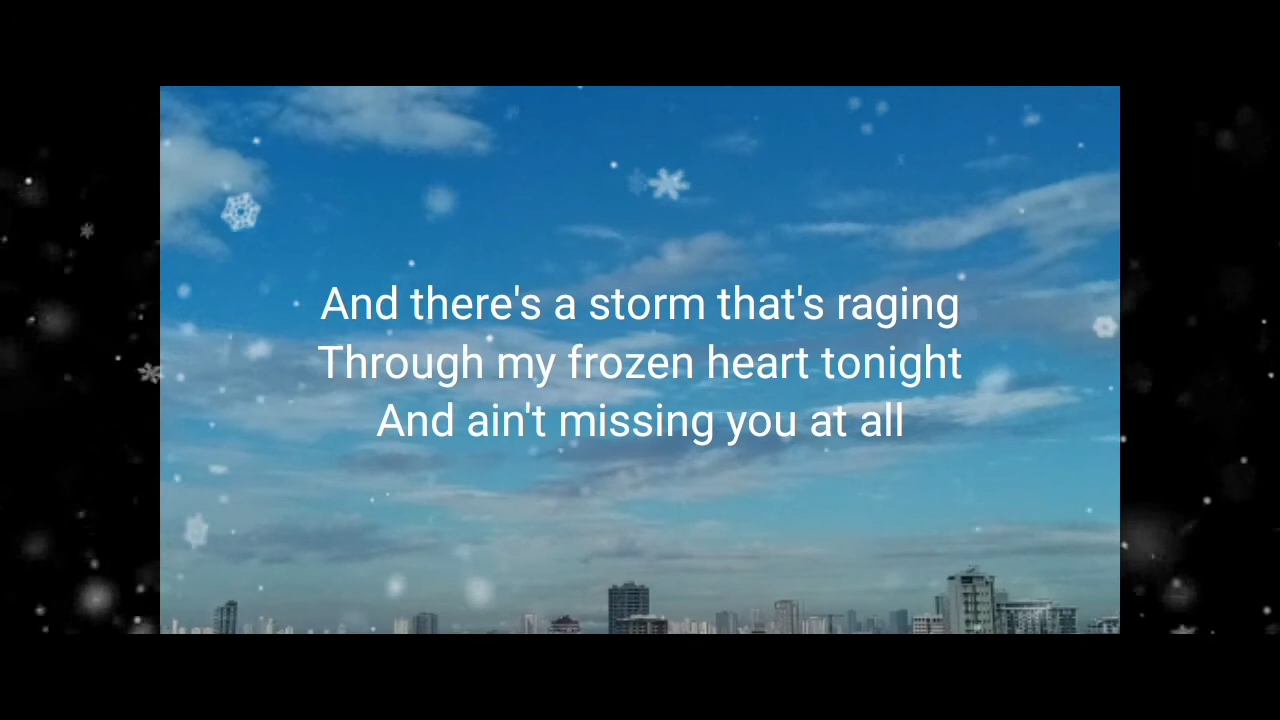 And there's a storm that's raging
Through my frozen heart tonight
And ain't missing you at all